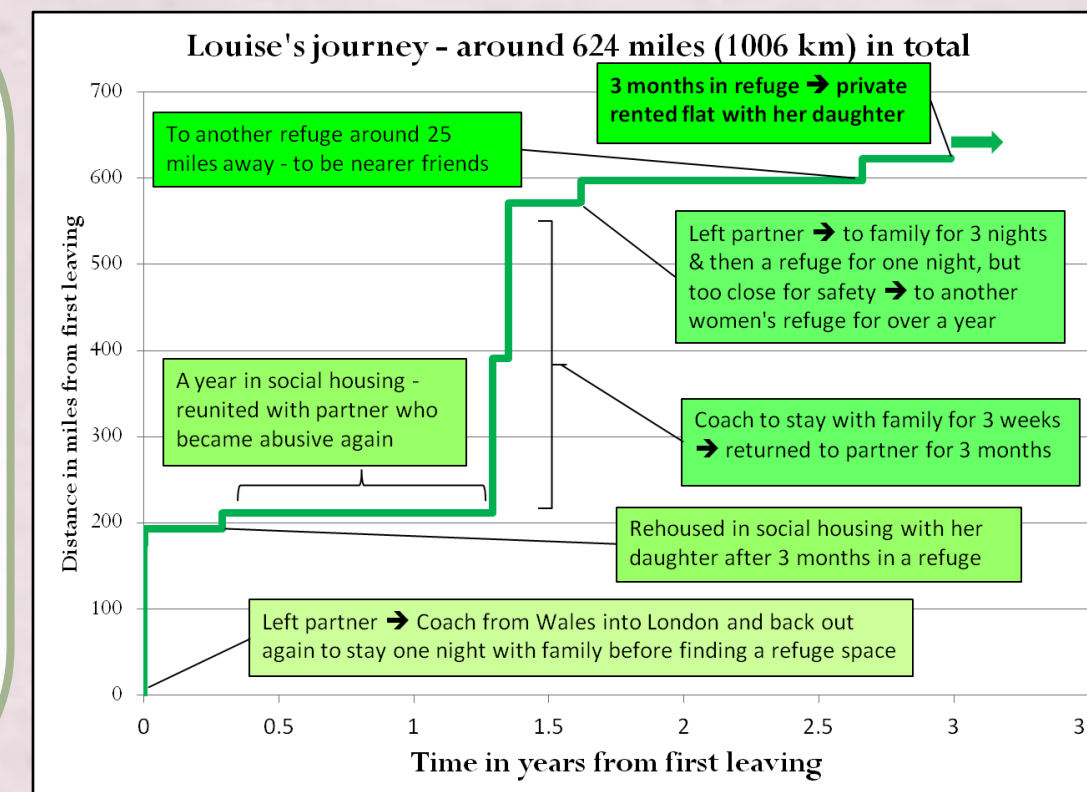 Louise's journey - around 624 miles (1006 km) in total
3 months in refuge ➔ private
rented flat with her daughter
To another refuge around 25
miles away - to be nearer friends
Left partner ➔ to family for 3 nights
& then a refuge for one night, but
too close for safety ➔ to another
women's refuge for over a year
A year in social housing -
reunited with partner who
became abusive again
Coach to stay with family for 3 weeks
➔ returned to partner for 3 months
Rehoused in social housing with her
daughter after 3 months in a refuge
Left partner ➔ Coach from Wales into London and back out
again to stay one night with family before finding a refuge space
Distance in miles from first leaving
700
600
500
400
300
200
100
0
0 0.5 1 1.5 2 2.5 3 3
Time in years from first leaving